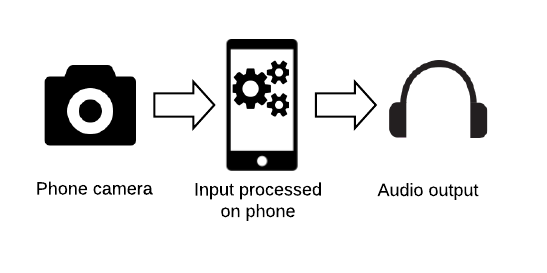 Phone camera
Input processed
on phone
Audio output